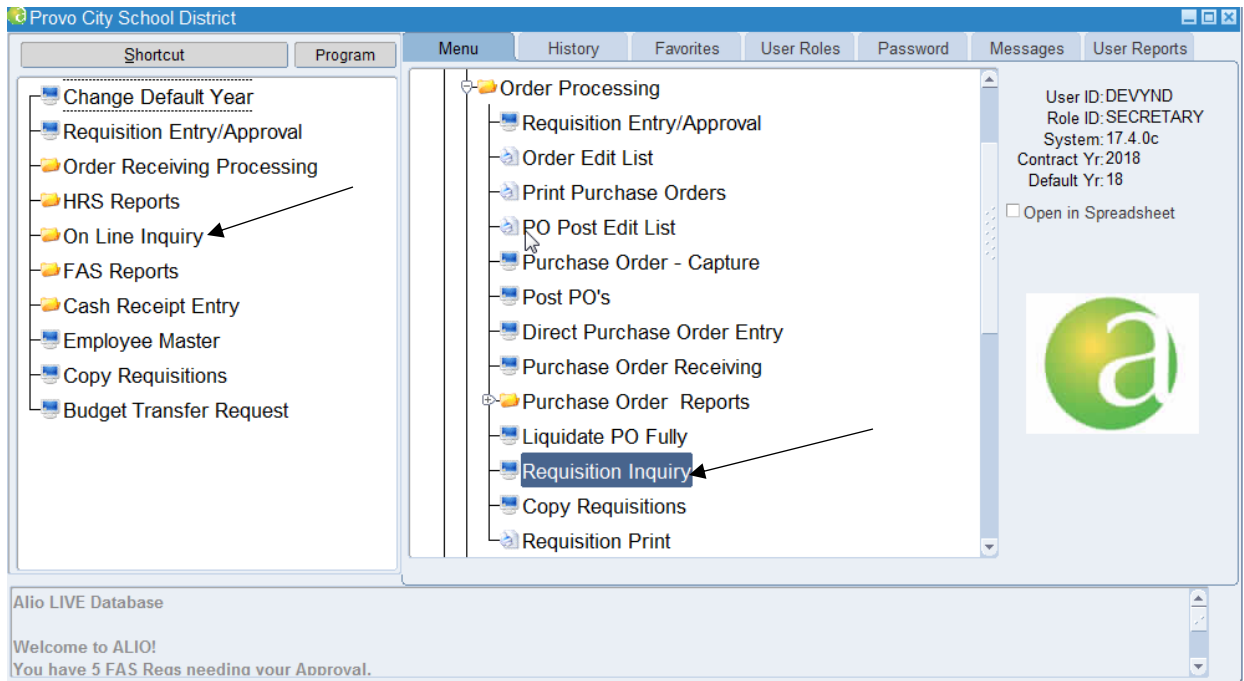 Provo City School District
Shortcut
Program
Change Default Year
Requisition Entry/Approval
Order Receiving Processing
HRS Reports
On Line Inquiry
FAS Reports
Cash Receipt Entry
Employee Master
Copy Requisitions
Budget Transfer Request
Menu History Favorites User Roles Password Messages User Reports
Order Processing
Requisition Entry/Approval
Order Edit List
Print Purchase Orders
PO Post Edit List
Purchase Order - Capture
Post PO's
Direct Purchase Order Entry
Purchase Order Receiving
Purchase Order Reports
Liquidate PO Fully
Requisition Inquiry
Copy Requisitions
Requisition Print
User ID: DEVYND
Role ID: SECRETARY
System: 17.4.0c
Contract Yr: 2018
Default Yr: 18
Open in Spreadsheet
a
Alio LIVE Database
Welcome to ALIO!
You have 5 FAS Reqs needing your Approval.